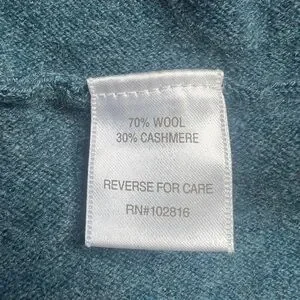 70% WOOL
30% CASHMERE
REVERSE FOR CARE
RN#102816